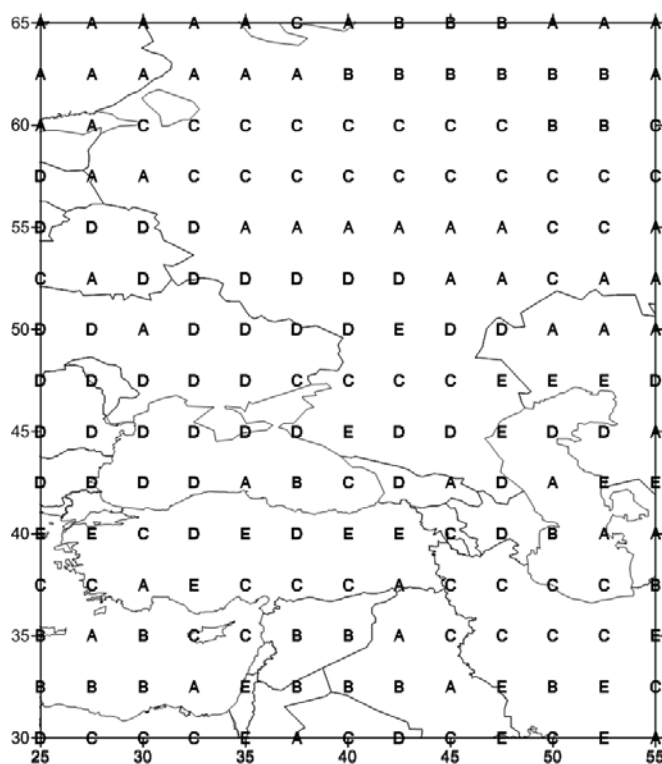 65 A A A A A C A B B B A A A
A A A A A A B B B B B B A
60 A A C C C C C C C C B B C
D A A C C C C C C C C C C
55 D D D D A A A A A A C C A
C A D D D D D D A A C A A
50 D D A D D D D E D D A A A
D D D D D C C C C E E E D
45 D D D D D D E D D E D D A
D D D D A B C D A D A E E
40 E E C D E D E E C D B A A
C C A E C C C A C C C C B
35 B A B C C B B A C C C C E
B B B A E B B B A E B E C
30 D C C C E A C D C E C E A
25 30 35 40 45 50 55